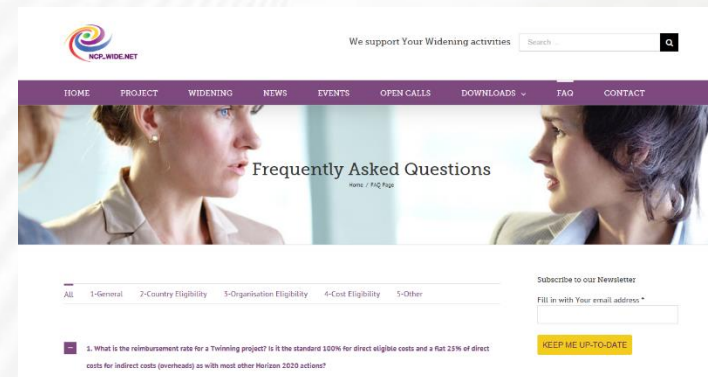 NCP_WIDE.NET
We support Your Widening activities
Search ...
HOME PROJECT WIDENING NEWS EVENTS OPEN CALLS DOWNLOADS FAQ CONTACT
Frequently Asked Questions
Home / FAQ Page
All 1-General 2-Country Eligibility 3-Organisation Eligibility 4-Cost Eligibility 5-Other
1. What is the reimbursement rate for a Twinning project? Is it the standard 100% for direct eligible costs and a flat 25% of direct
costs for indirect costs (overheads) as with most other Horizon 2020 actions?
Subscribe to our Newsletter
Fill in with Your email address *
KEEP ME UP-TO-DATE